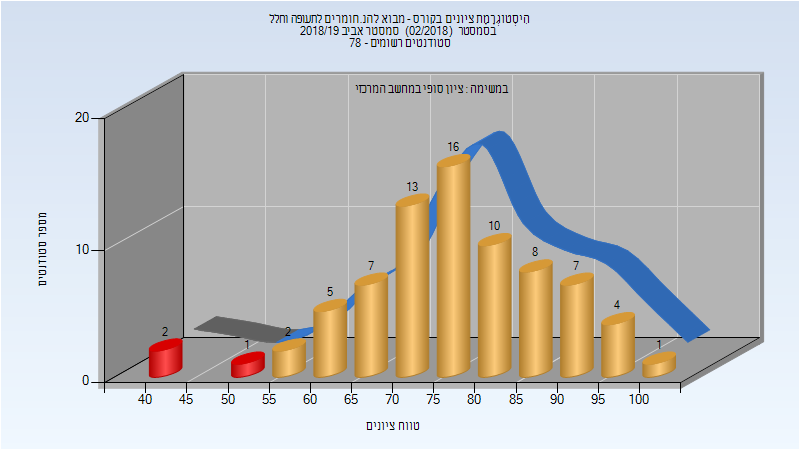 היסטוגרמת ציונים בקורס - מבוא להנ.חומרים לתעופה וחלל
בסמסטר (02/2018) סמסטר אביב 2018/19
סטודנטים רשומים - 78
במשימה : ציון סופי במחשב המרכזי
20
10
0
מספר סטודנטים
2
1
2
5
7
13
16
10
8
7
4
1
40 45 50 55 60 65 70 75 80 85 90 95 100
טווח ציונים